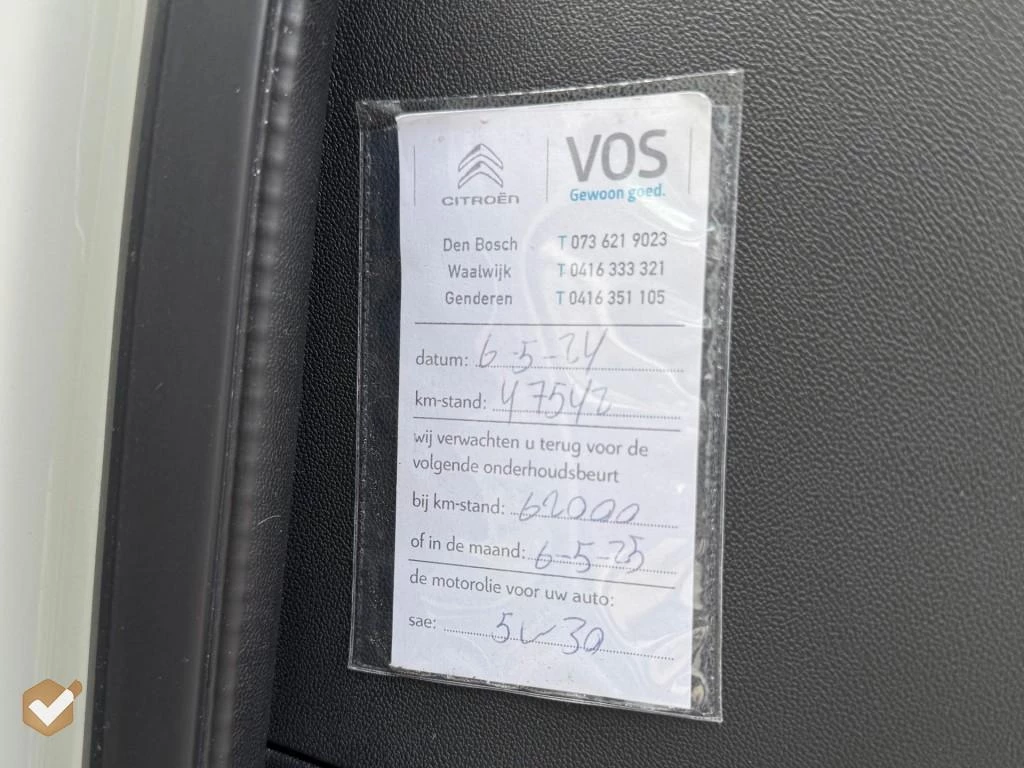 CITROËN
VOS
Gewoon goed.
Den Bosch T 073 621 9023
Waalwijk T 0416 333 321
Genderen T 0416 351 105
datum: 6-5-24
km-stand: 47542
wij verwachten u terug voor de
volgende onderhoudsbeurt
bij km-stand: 62000
of in de maand: 6-5-25
de motorolie voor uw auto:
sae: 5w30